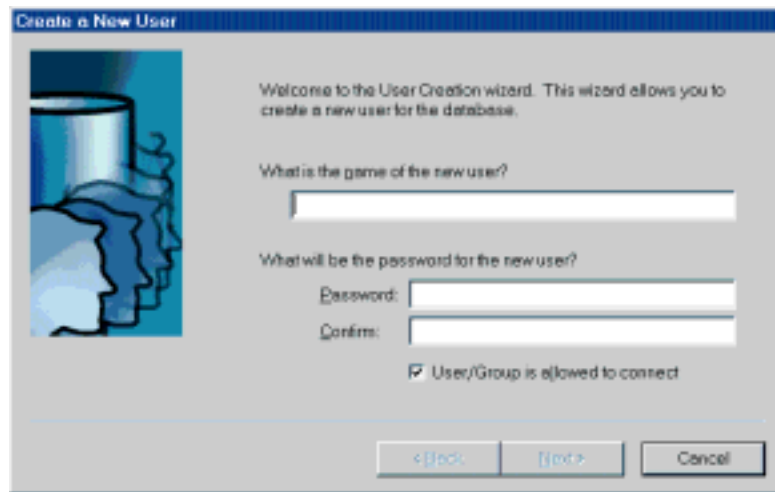 Create a New User
Welcome to the User Creation wizard. This wizard allows you to
create a new user for the database.
What is the game of the new user?
What will be the password for the new user?
Password:
Confirm:
User/Group is allowed to connect
< Back
Next >
Cancel